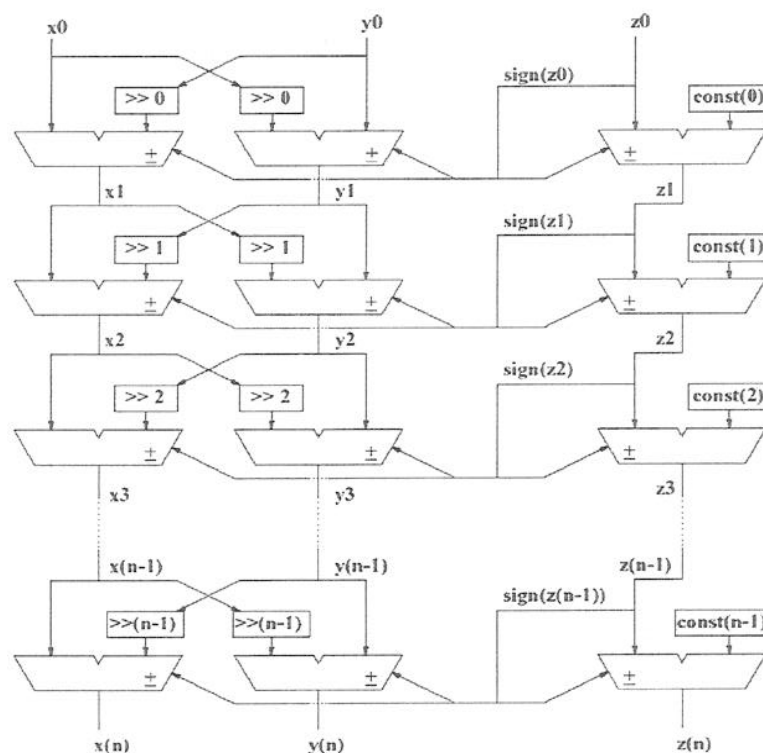 x0 y0 z0
sign(z0)
>> 0 >> 0 const(0)
± ± ±
x1 y1 z1
sign(z1)
>> 1 >> 1 const(1)
± ± ±
x2 y2 z2
sign(z2)
>> 2 >> 2 const(2)
± ± ±
x3 y3 z3
x(n-1) y(n-1) z(n-1)
sign(z(n-1))
>>(n-1) >>(n-1) const(n-1)
± ± ±
x(n) y(n) z(n)